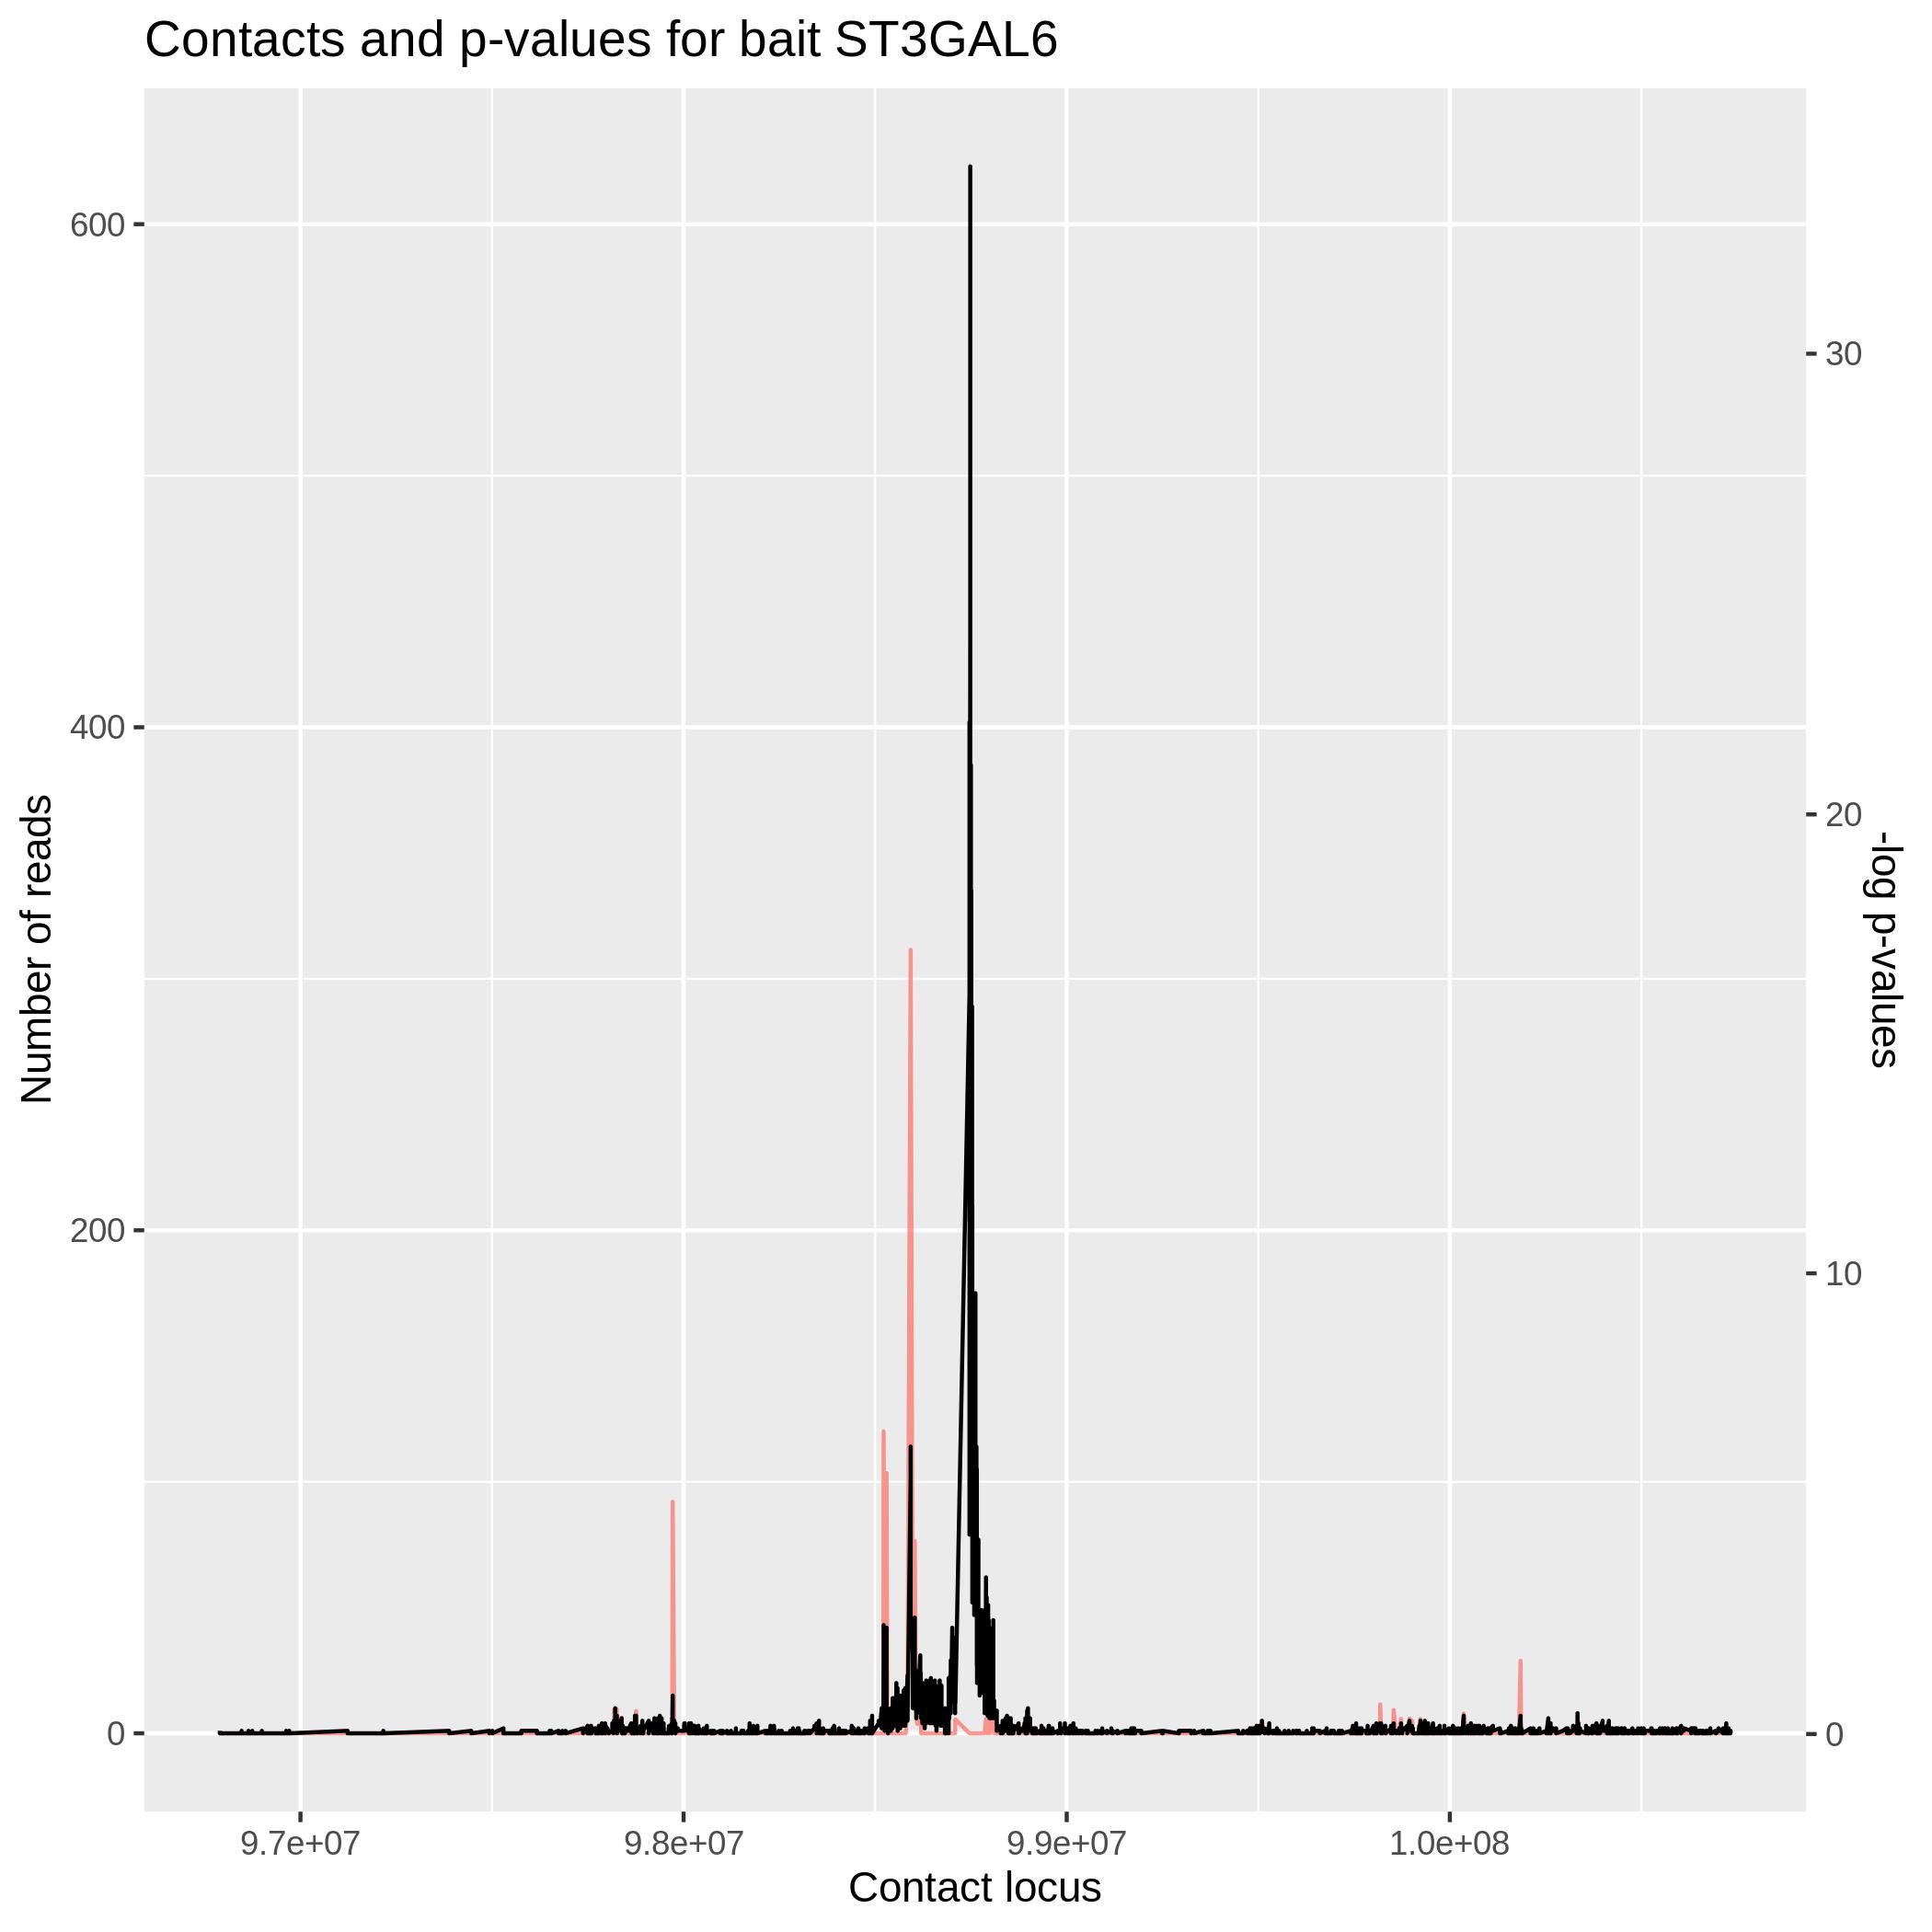 Contacts and p-values for bait ST3GAL6
600
400
200
0
30
20
10
0
Number of reads
-log p-values
9.7e+07
9.8e+07
9.9e+07
1.0e+08
Contact locus